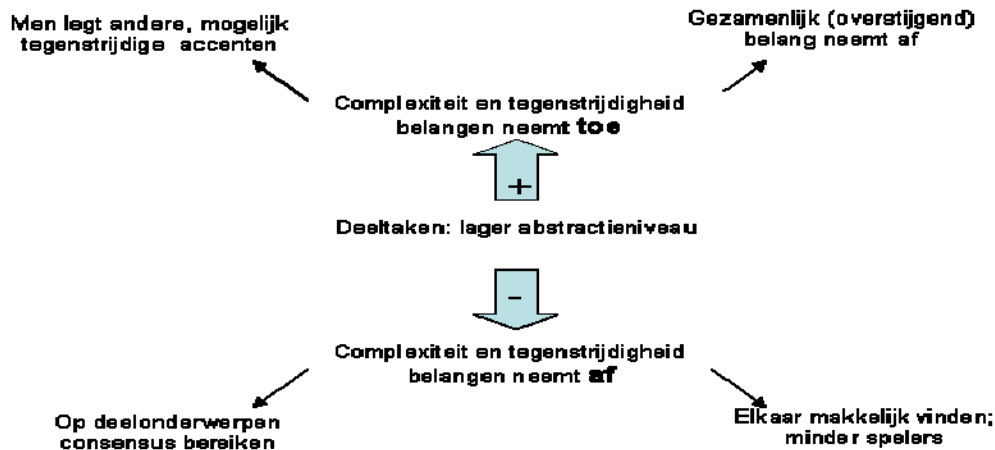 Men legt andere, mogelijk
tegenstrijdige accenten
Gezamenlijk (overstijgend)
belang neemt af
Complexiteit en tegenstrijdigheid
belangen neemt toe
+
Deeltaken: lager abstractieniveau
-
Complexiteit en tegenstrijdigheid
belangen neemt af
Op deelonderwerpen
consensus bereiken
Elkaar makkelijk vinden;
minder spelers